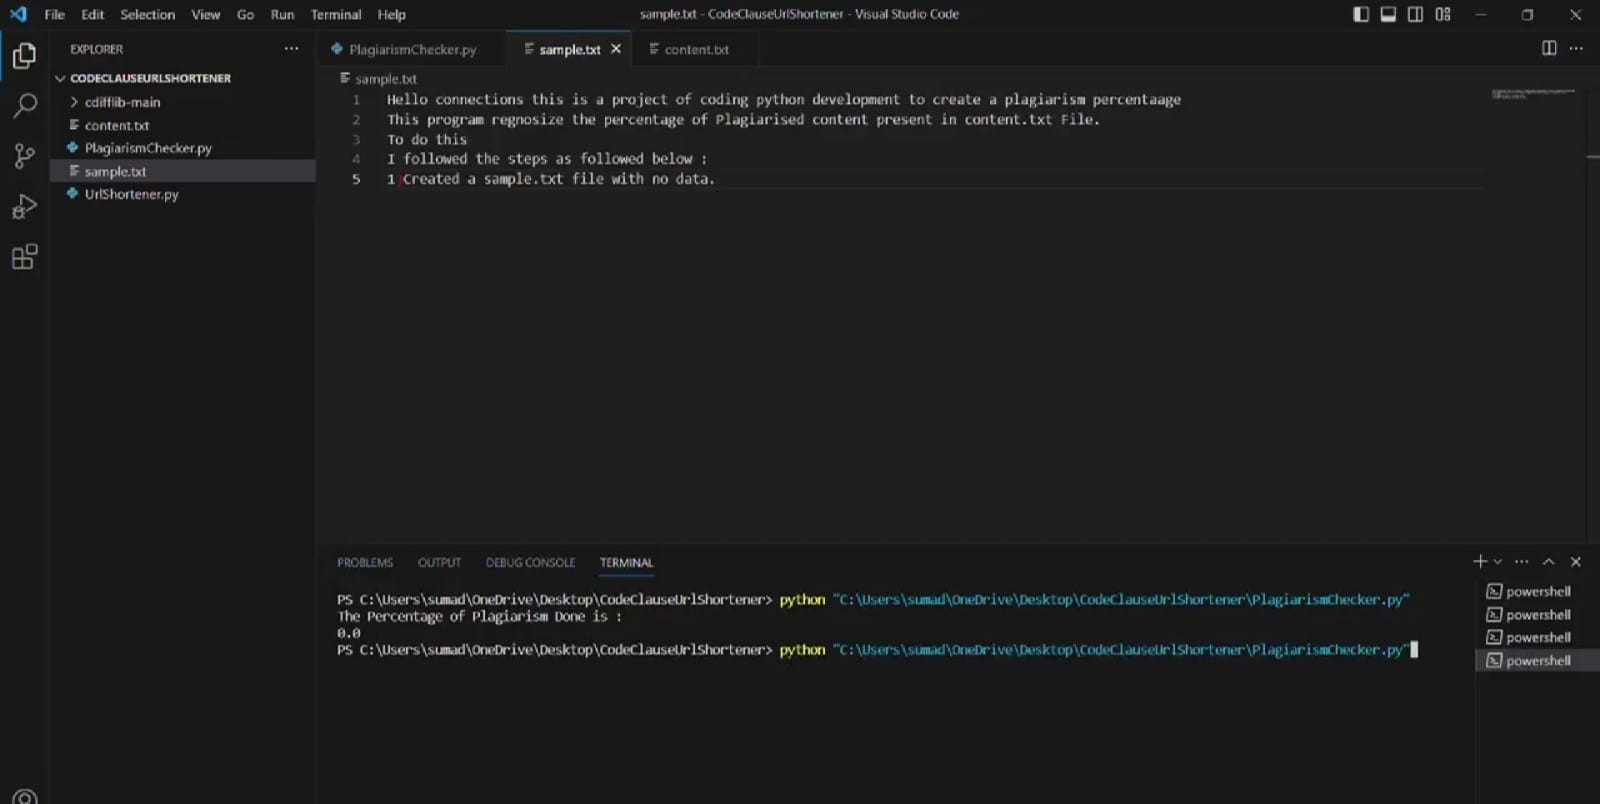 File Edit Selection View Go Run Terminal Help
sample.txt - CodeClauseUrlShortener - Visual Studio Code
EXPLORER
CODECLAUSEURLSHORTENER
cdifflib-main
content.txt
PlagiarismChecker.py
sample.txt
UrlShortener.py
PlagiarismChecker.py sample.txt content.txt
sample.txt
1 Hello connections this is a project of coding python development to create a plagiarism percentaage
2 This program regnosize the percentage of Plagiarised content present in content.txt File.
3 To do this
4 I followed the steps as followed below :
5 1)Created a sample.txt file with no data.
PROBLEMS OUTPUT DEBUG CONSOLE TERMINAL
PS C:\Users\sumad\OneDrive\Desktop\CodeClauseUrlShortener> python "C:\Users\sumad\OneDrive\Desktop\CodeClauseUrlShortener\PlagiarismChecker.py"
The Percentage of Plagiarism Done is :
0.0
PS C:\Users\sumad\OneDrive\Desktop\CodeClauseUrlShortener> python "C:\Users\sumad\OneDrive\Desktop\CodeClauseUrlShortener\PlagiarismChecker.py"
powershell
powershell
powershell
powershell